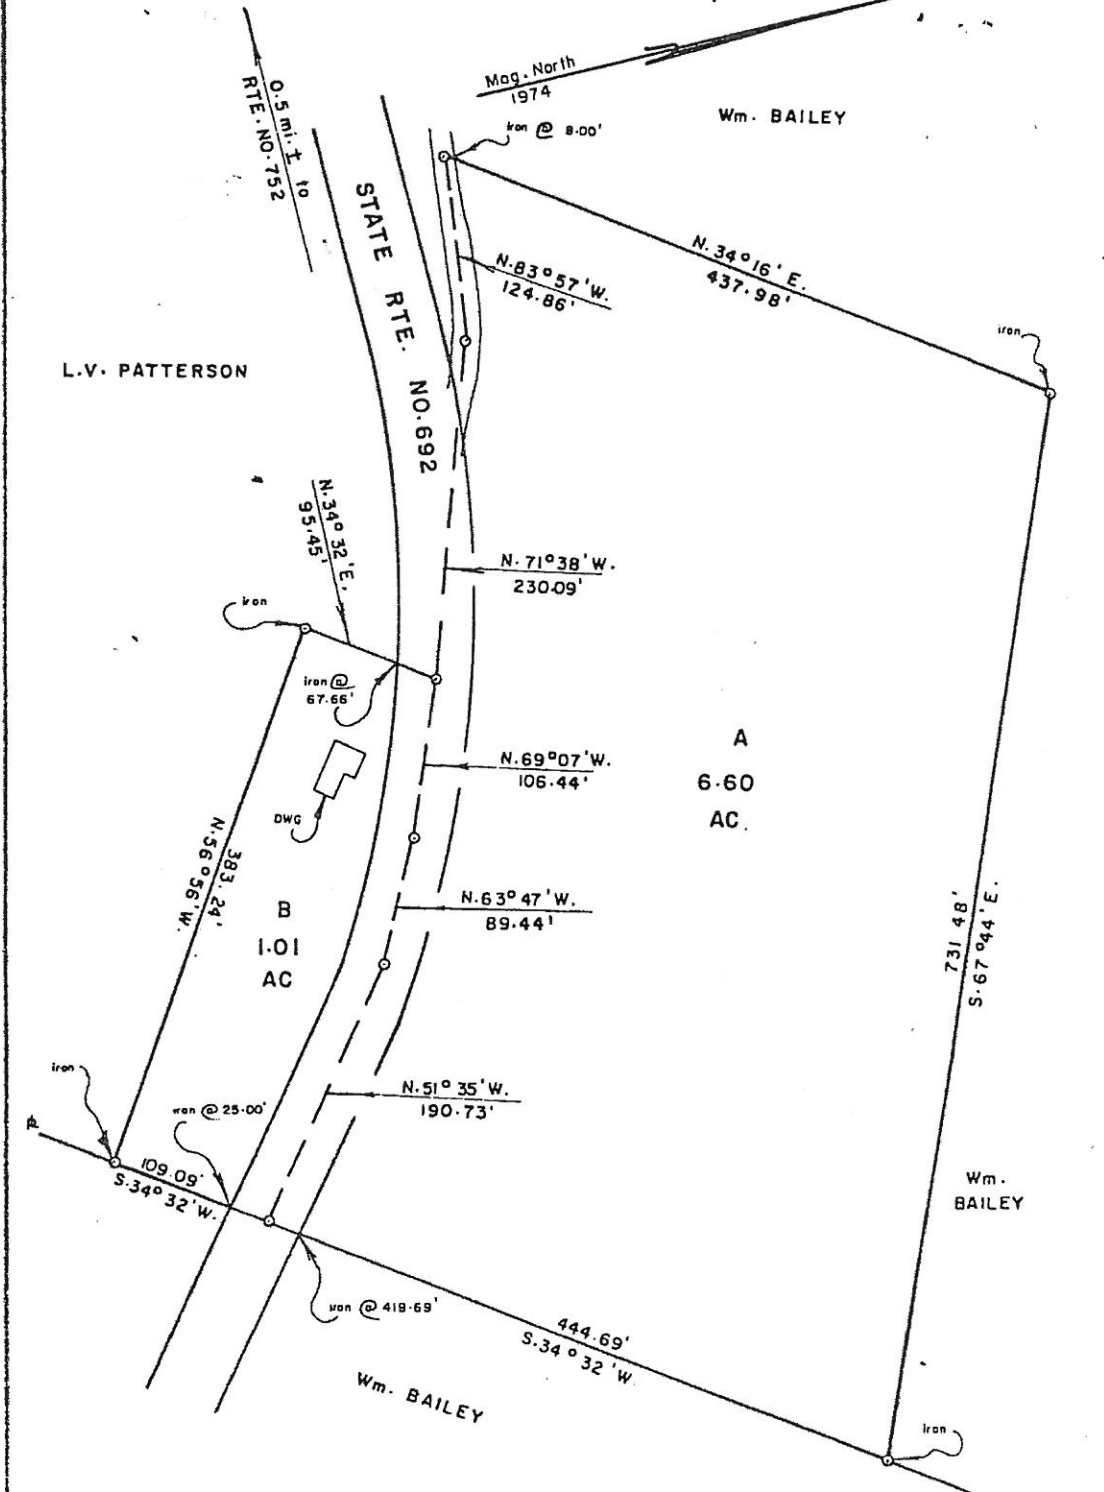 Mag. North
1974
Wm. BAILEY
0.5 mi. ± to
RTE. NO. 752
iron @ 8.00'
STATE RTE. NO. 692
N. 34° 16' E.
437.98'
N. 83° 57' W.
124.86'
iron
L.V. PATTERSON
N. 34° 32' E.
95.45'
N. 71° 38' W.
230.09'
iron
iron @
67.66'
N. 69° 07' W.
106.44'
A
6.60
AC.
DWG
383.24'
N. 56° 56' W.
B
1.01
AC
N. 63° 47' W.
89.44'
731 48'
S. 67° 44' E.
iron
iron @ 25.00'
N. 51° 35' W.
190.73'
109.09'
S. 34° 32' W.
Wm.
BAILEY
iron @ 419.69'
444.69'
S. 34° 32' W.
Wm. BAILEY
iron